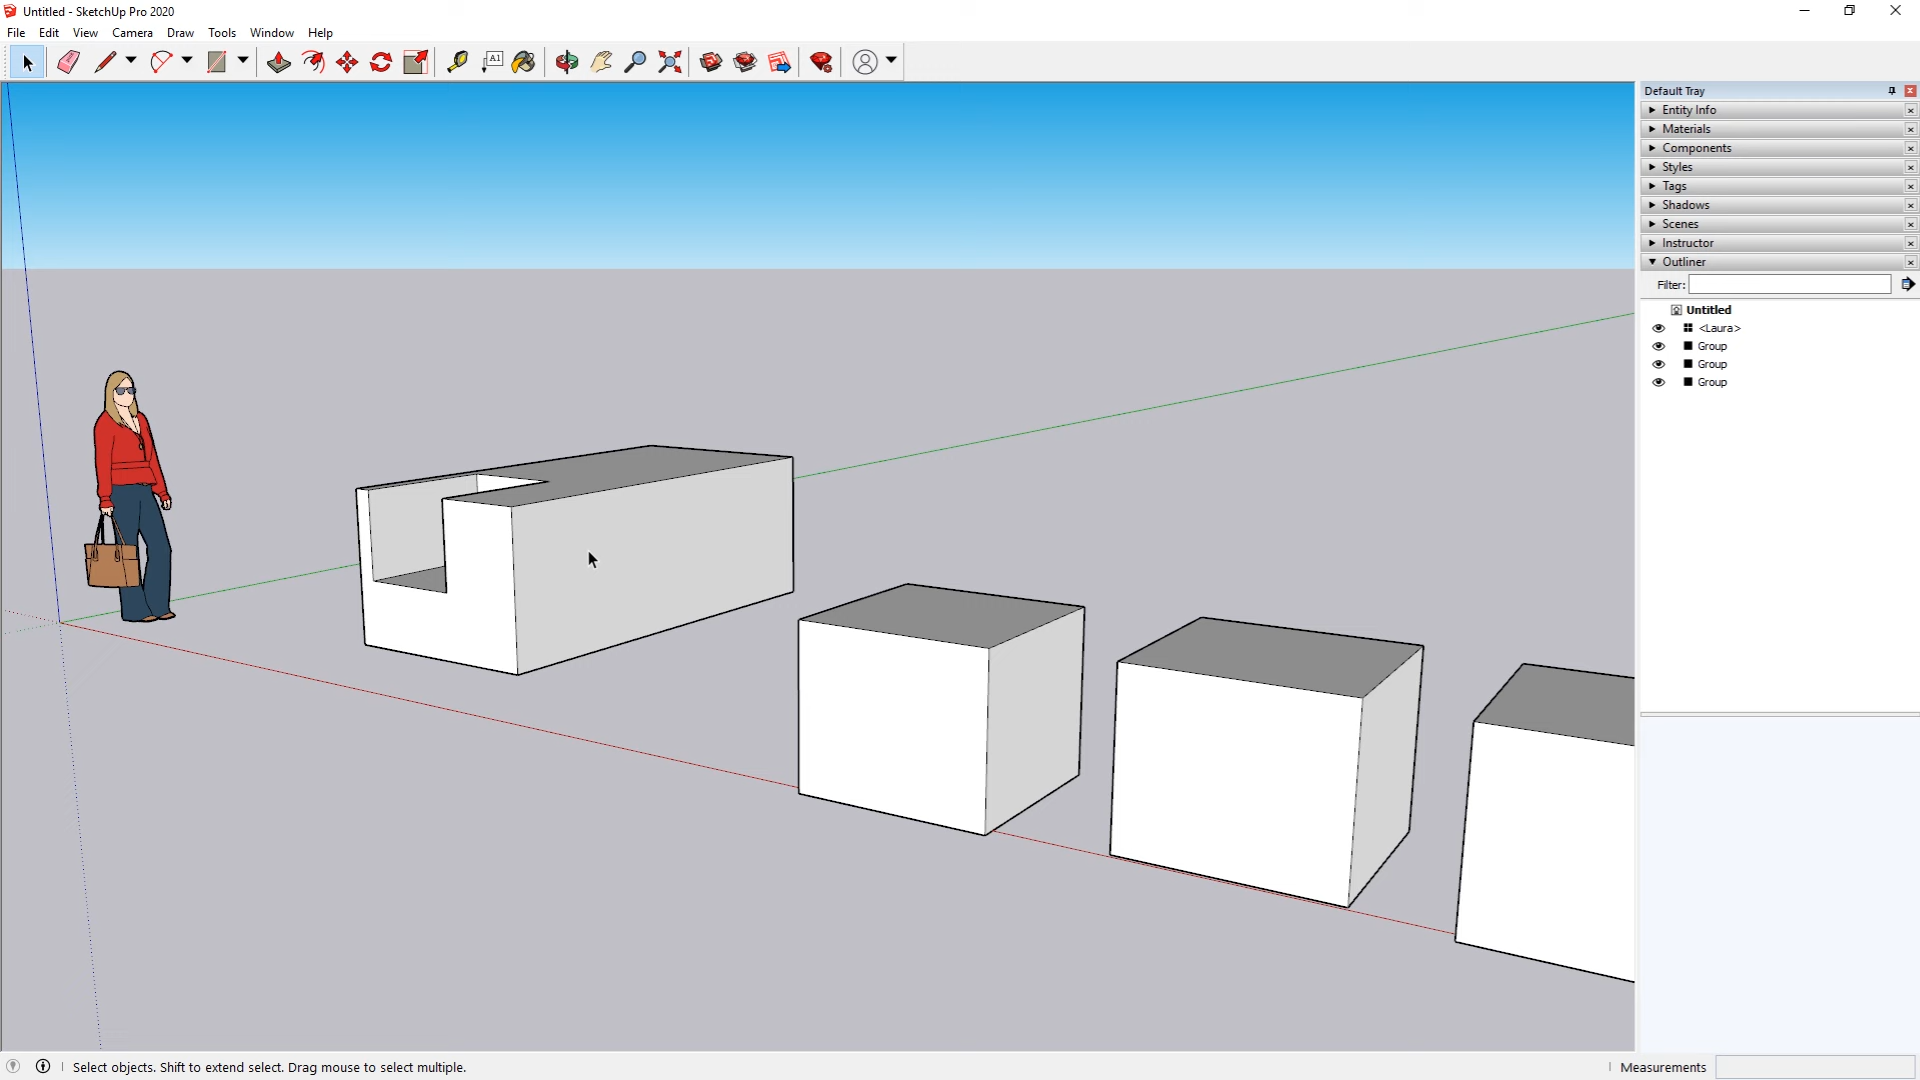 Untitled - SketchUp Pro 2020
File Edit View Camera Draw Tools Window Help
A1
Default Tray
Entity Info
Materials
Components
Styles
Tags
Shadows
Scenes
Instructor
Outliner
Filter:
Untitled
<Laura>
Group
Group
Group
Select objects. Shift to extend select. Drag mouse to select multiple.
Measurements